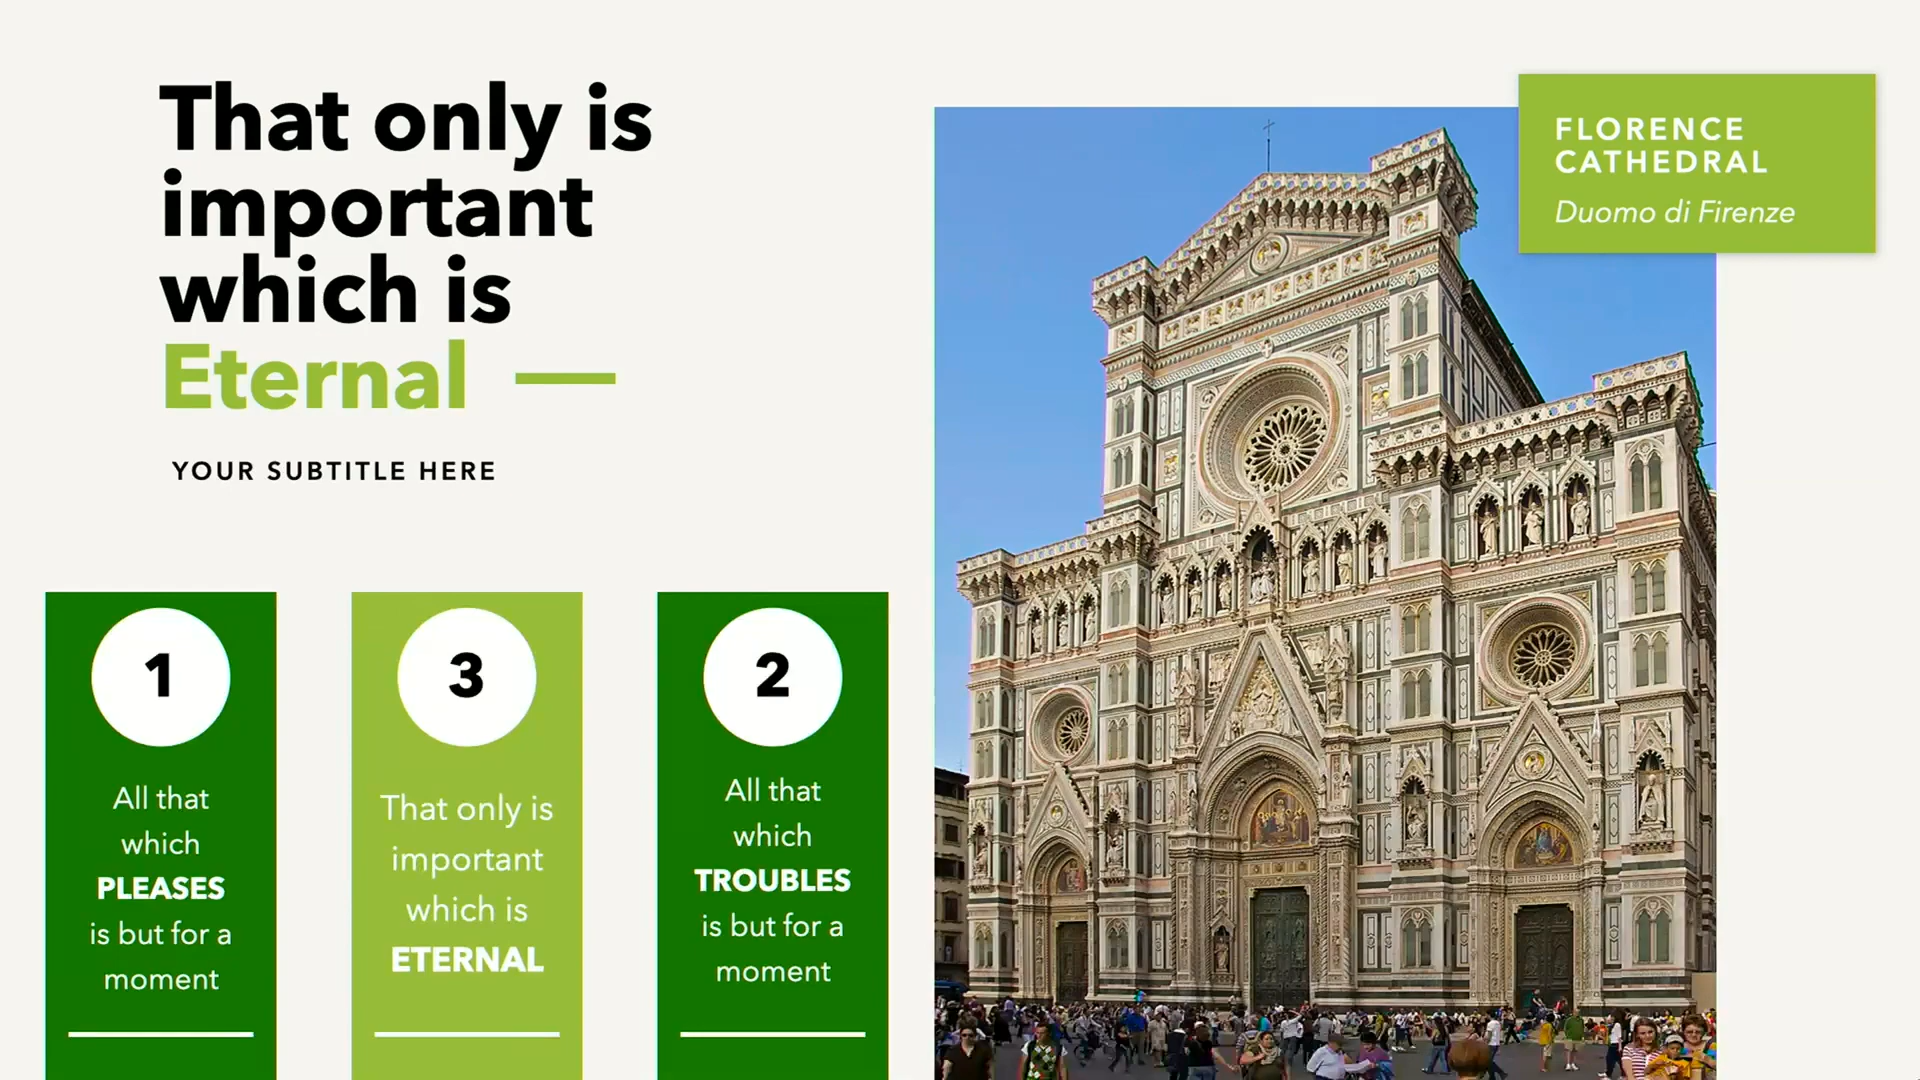 That only is
important
which is
Eternal —
YOUR SUBTITLE HERE
FLORENCE
CATHEDRAL
Duomo di Firenze
1
All that
which
PLEASES
is but for a
moment
3
That only is
important
which is
ETERNAL
2
All that
which
TROUBLES
is but for a
moment